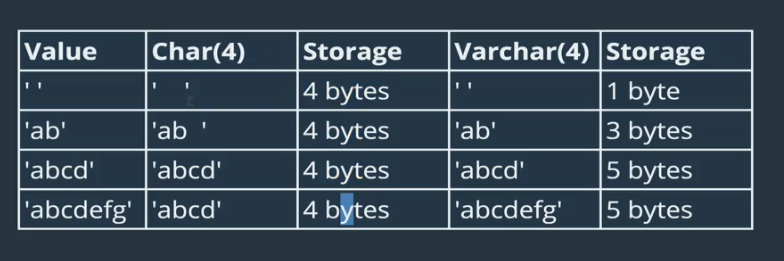 Value Char(4) Storage Varchar(4) Storage
' ' '    ' 4 bytes ' ' 1 byte
'ab' 'ab  ' 4 bytes 'ab' 3 bytes
'abcd' 'abcd' 4 bytes 'abcd' 5 bytes
'abcdefg' 'abcd' 4 bytes 'abcdefg' 5 bytes